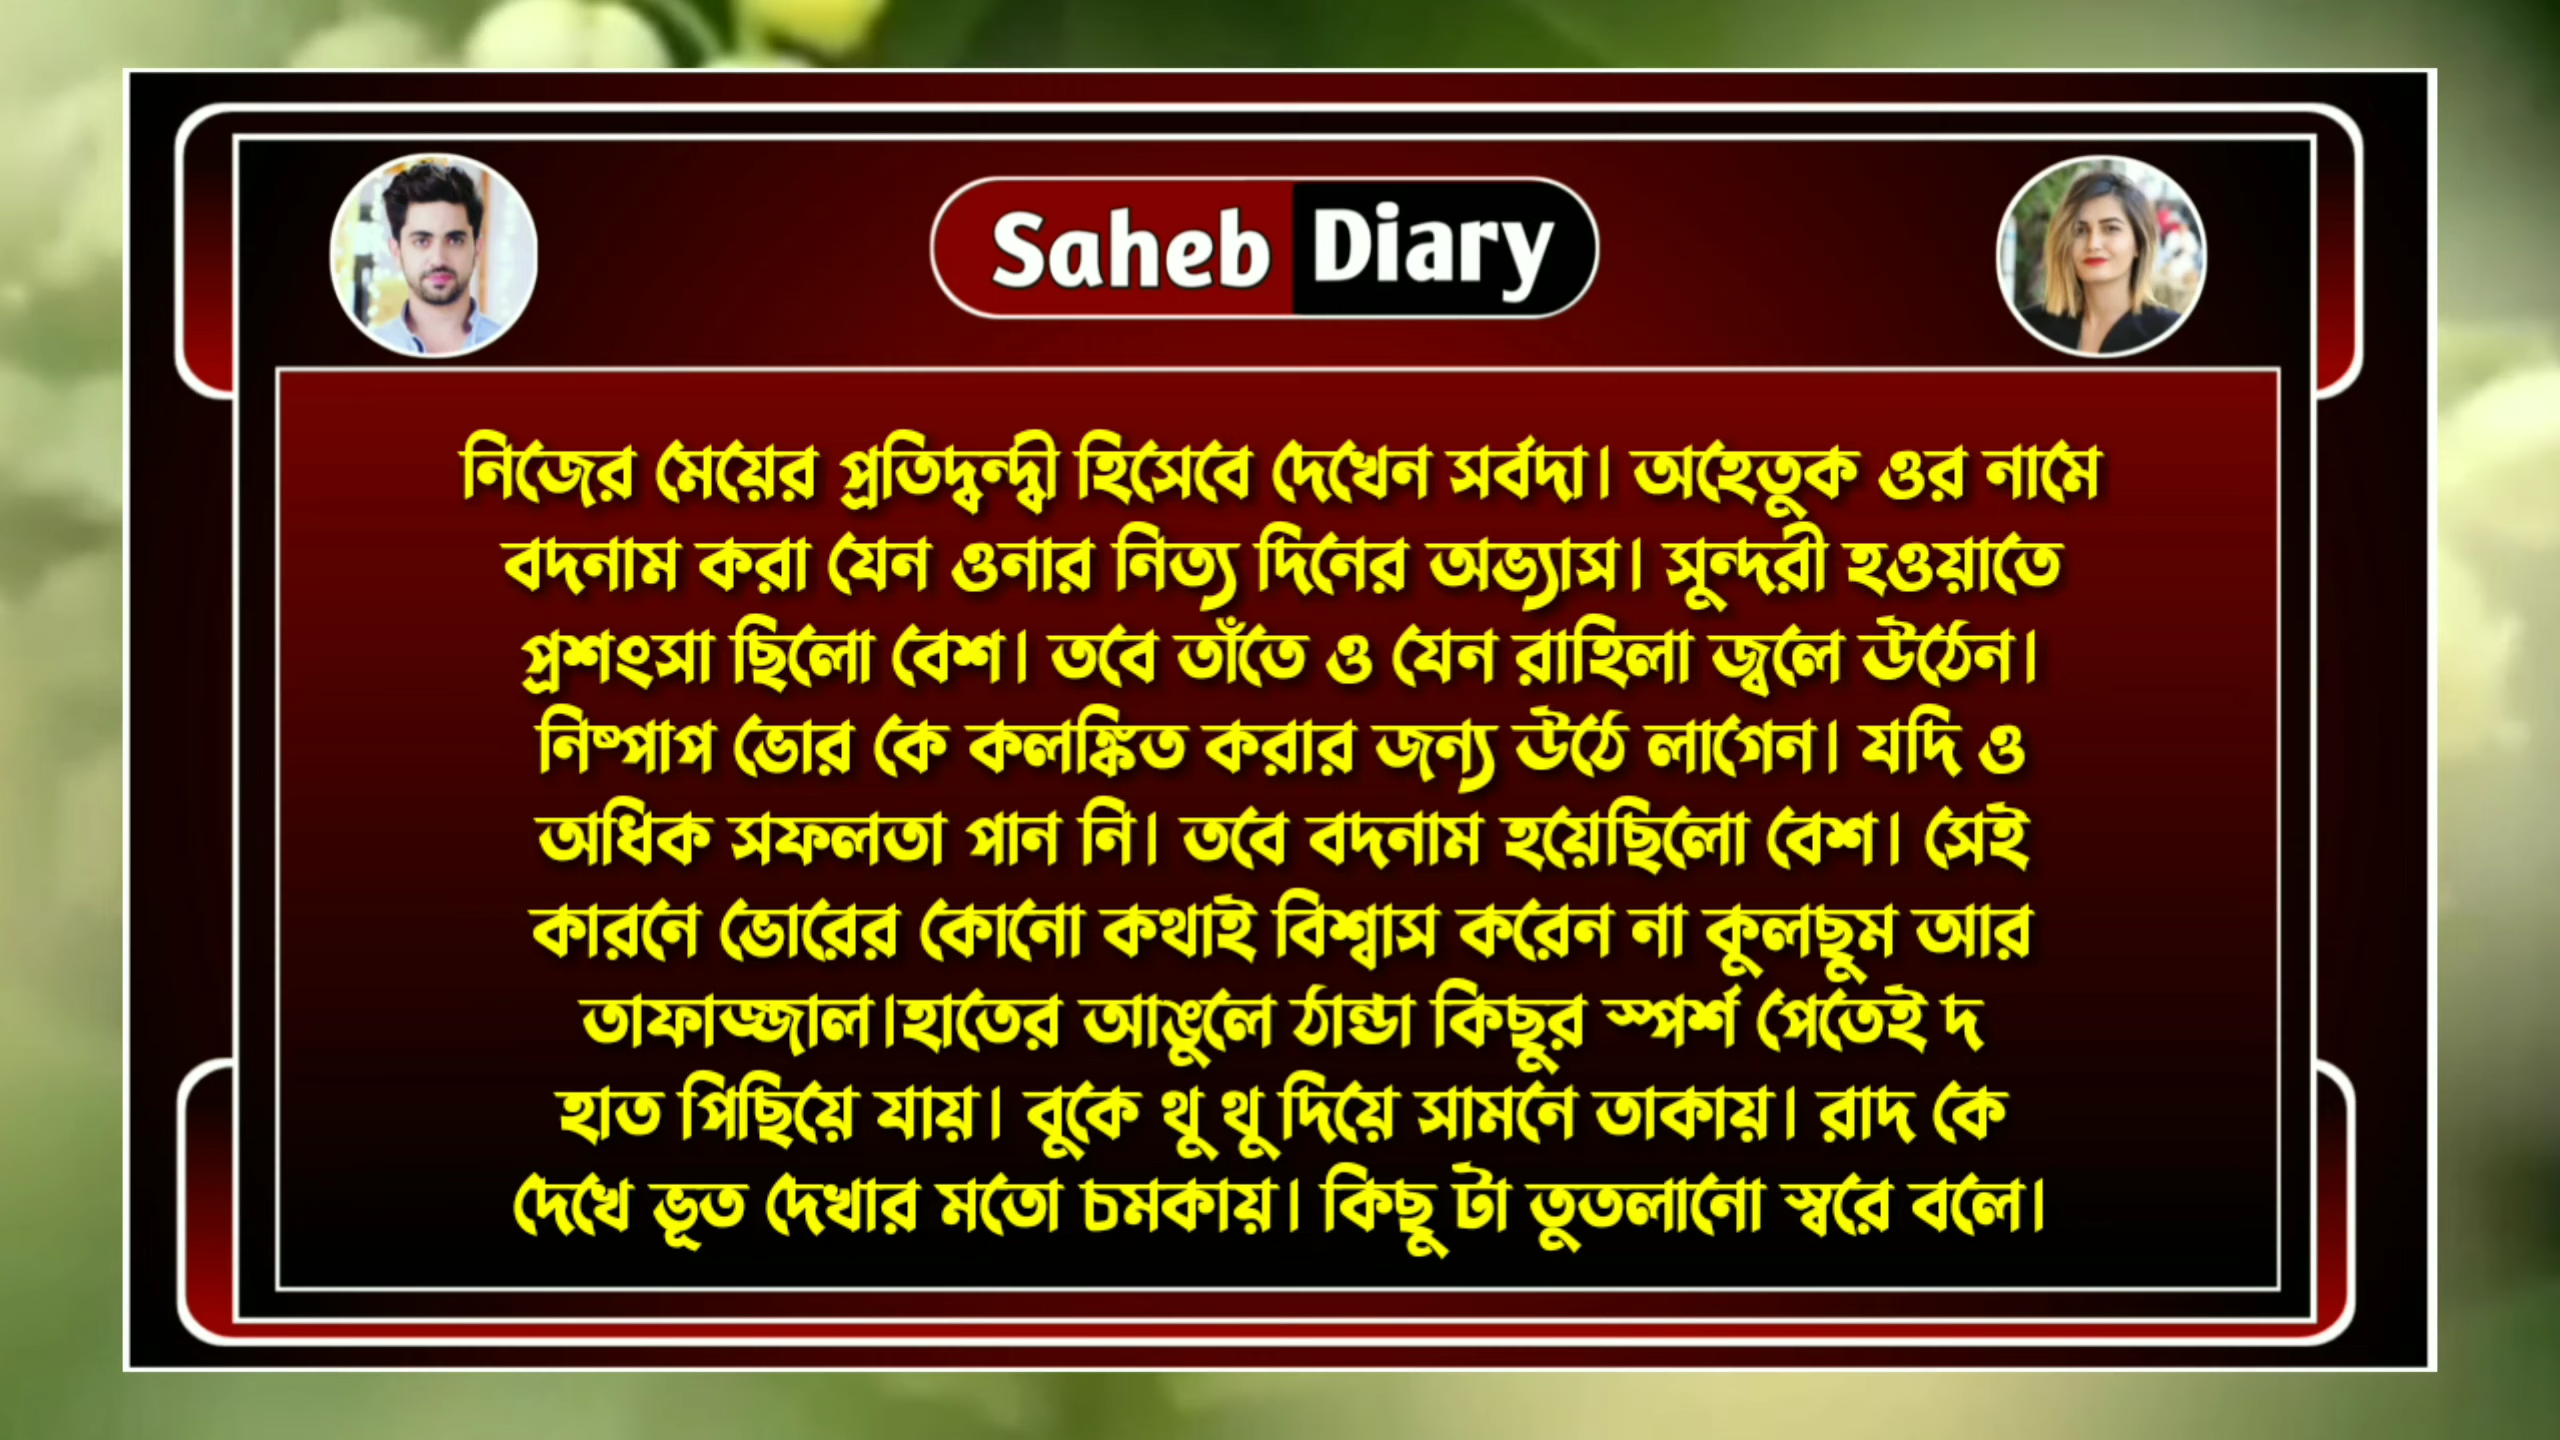 Saheb Diary
নিজের মেয়ের প্রতিদ্বন্দ্বী হিসেবে দেখেন সর্বদা। অহেতুক ওর নামে
বদনাম করা যেন ওনার নিত্য দিনের অভ্যাস। সুন্দরী হওয়াতে
প্রশংসা ছিলো বেশ। তবে তাঁতে ও যেন রাহিলা জ্বলে উঠেন।
নিষ্পাপ ভোর কে কলঙ্কিত করার জন্য উঠে লাগেন। যদি ও
অধিক সফলতা পান নি। তবে বদনাম হয়েছিলো বেশ। সেই
কারনে ভোরের কোনো কথাই বিশ্বাস করেন না কুলছুম আর
তাফাজ্জাল।হাতের আঙুলে ঠান্ডা কিছুর স্পর্শ পেতেই দ
হাত পিছিয়ে যায়। বুকে থু থু দিয়ে সামনে তাকায়। রাদ কে
দেখে ভূত দেখার মতো চমকায়। কিছু টা তুতলানো স্বরে বলে।